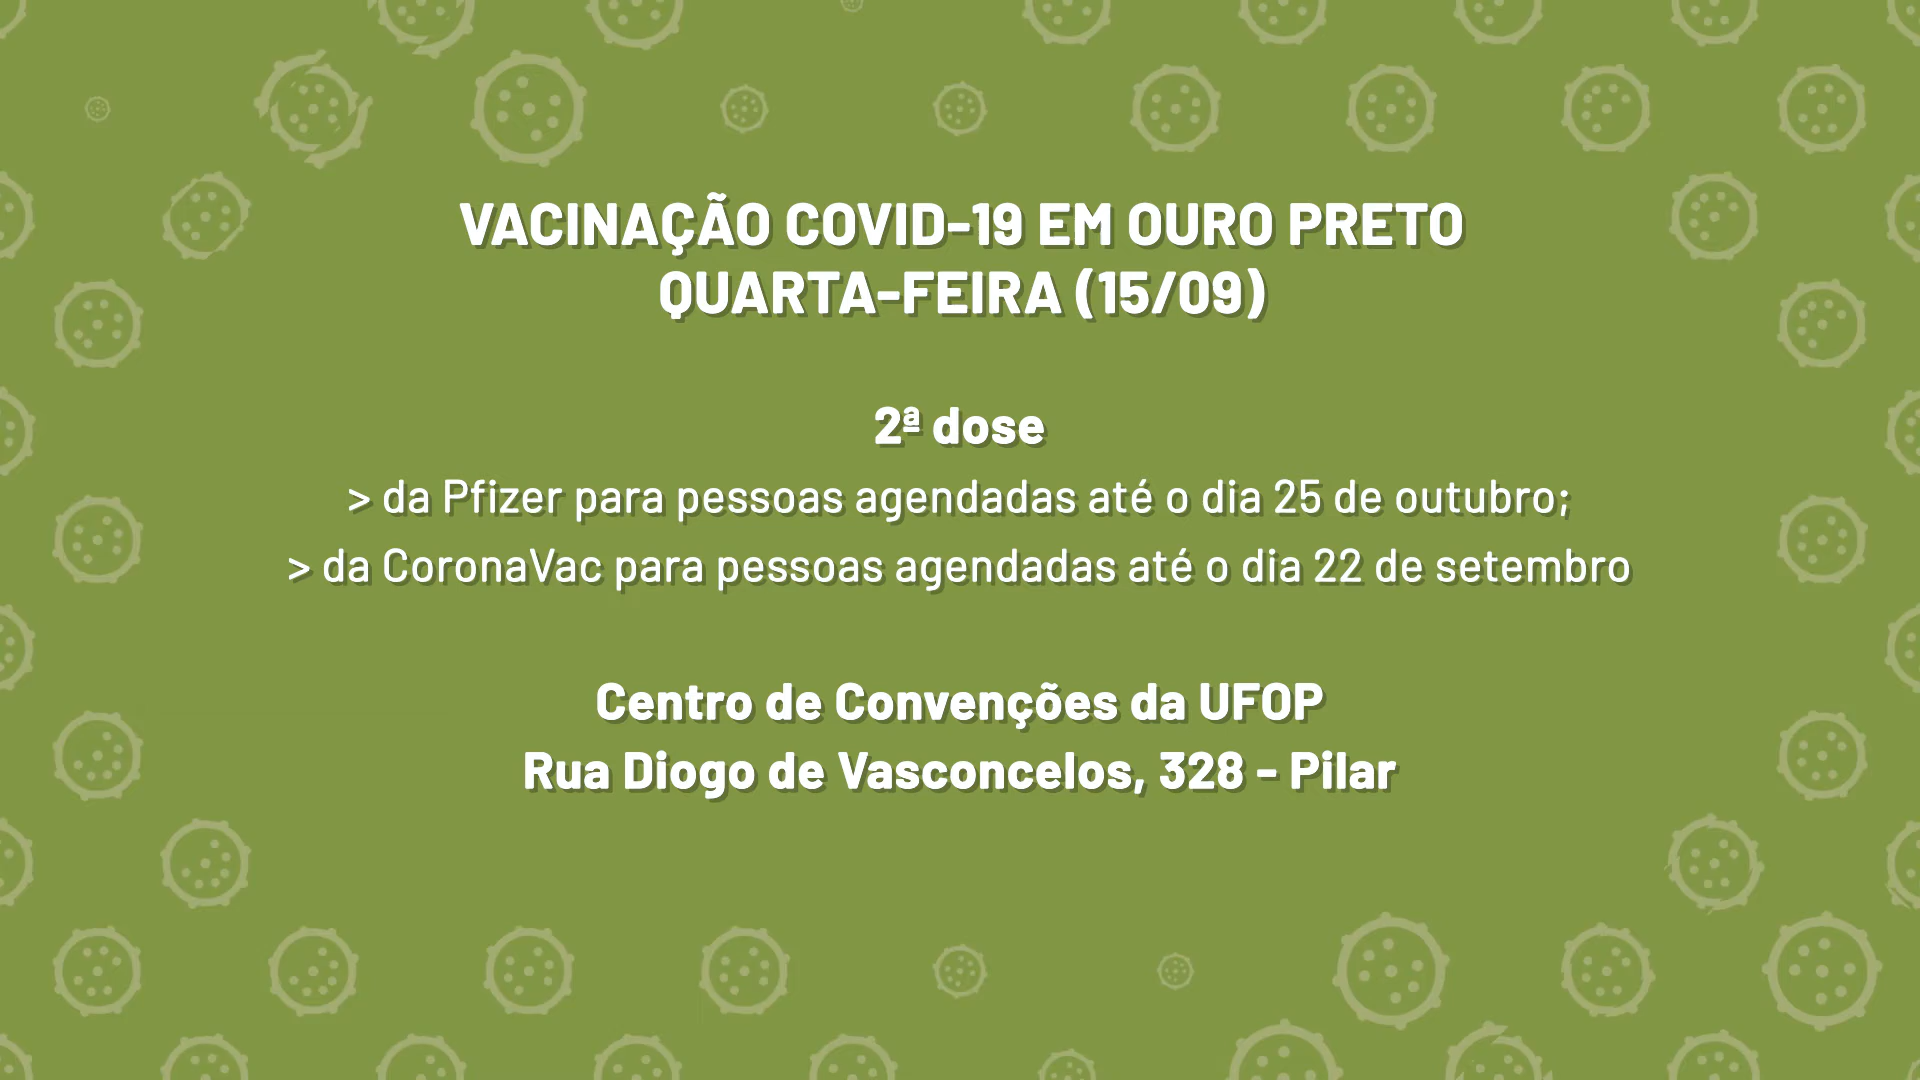 VACINAÇÃO COVID-19 EM OURO PRETO
QUARTA-FEIRA (15/09)
2ª dose
> da Pfizer para pessoas agendadas até o dia 25 de outubro;
> da CoronaVac para pessoas agendadas até o dia 22 de setembro
Centro de Convenções da UFOP
Rua Diogo de Vasconcelos, 328 - Pilar